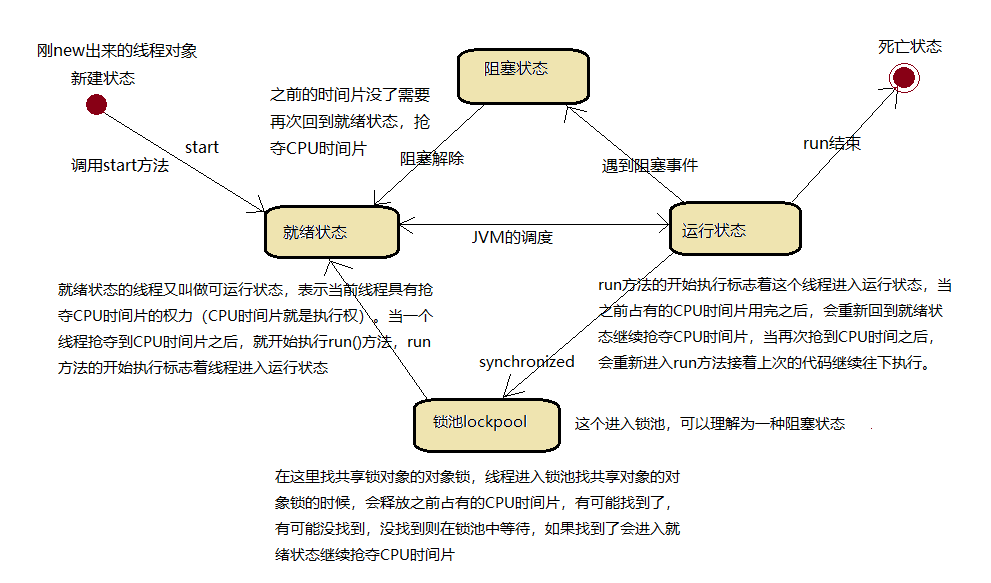 刚new出来的线程对象
新建状态
调用start方法
start
阻塞状态
之前的时间片没了需要
再次回到就绪状态，抢
夺CPU时间片
阻塞解除
遇到阻塞事件
死亡状态
run结束
就绪状态
JVM的调度
运行状态
就绪状态的线程又叫做可运行状态，表示当前线程具有抢
夺CPU时间片的权力（CPU时间片就是执行权）。当一个
线程抢夺到CPU时间片之后，就开始执行run()方法，run
方法的开始执行标志着线程进入运行状态
run方法的开始执行标志着这个线程进入运行状态，当
之前占有的CPU时间片用完之后，会重新回到就绪状
态继续抢夺CPU时间片，当再次抢到CPU时间之后，
会重新进入run方法接着上次的代码继续往下执行。
synchronized
锁池lockpool
这个进入锁池，可以理解为一种阻塞状态
在这里找共享锁对象的对象锁，线程进入锁池找共享对象的对
象锁的时候，会释放之前占有的CPU时间片，有可能找到了，
有可能没找到，没找到则在锁池中等待，如果找到了会进入就
绪状态继续抢夺CPU时间片